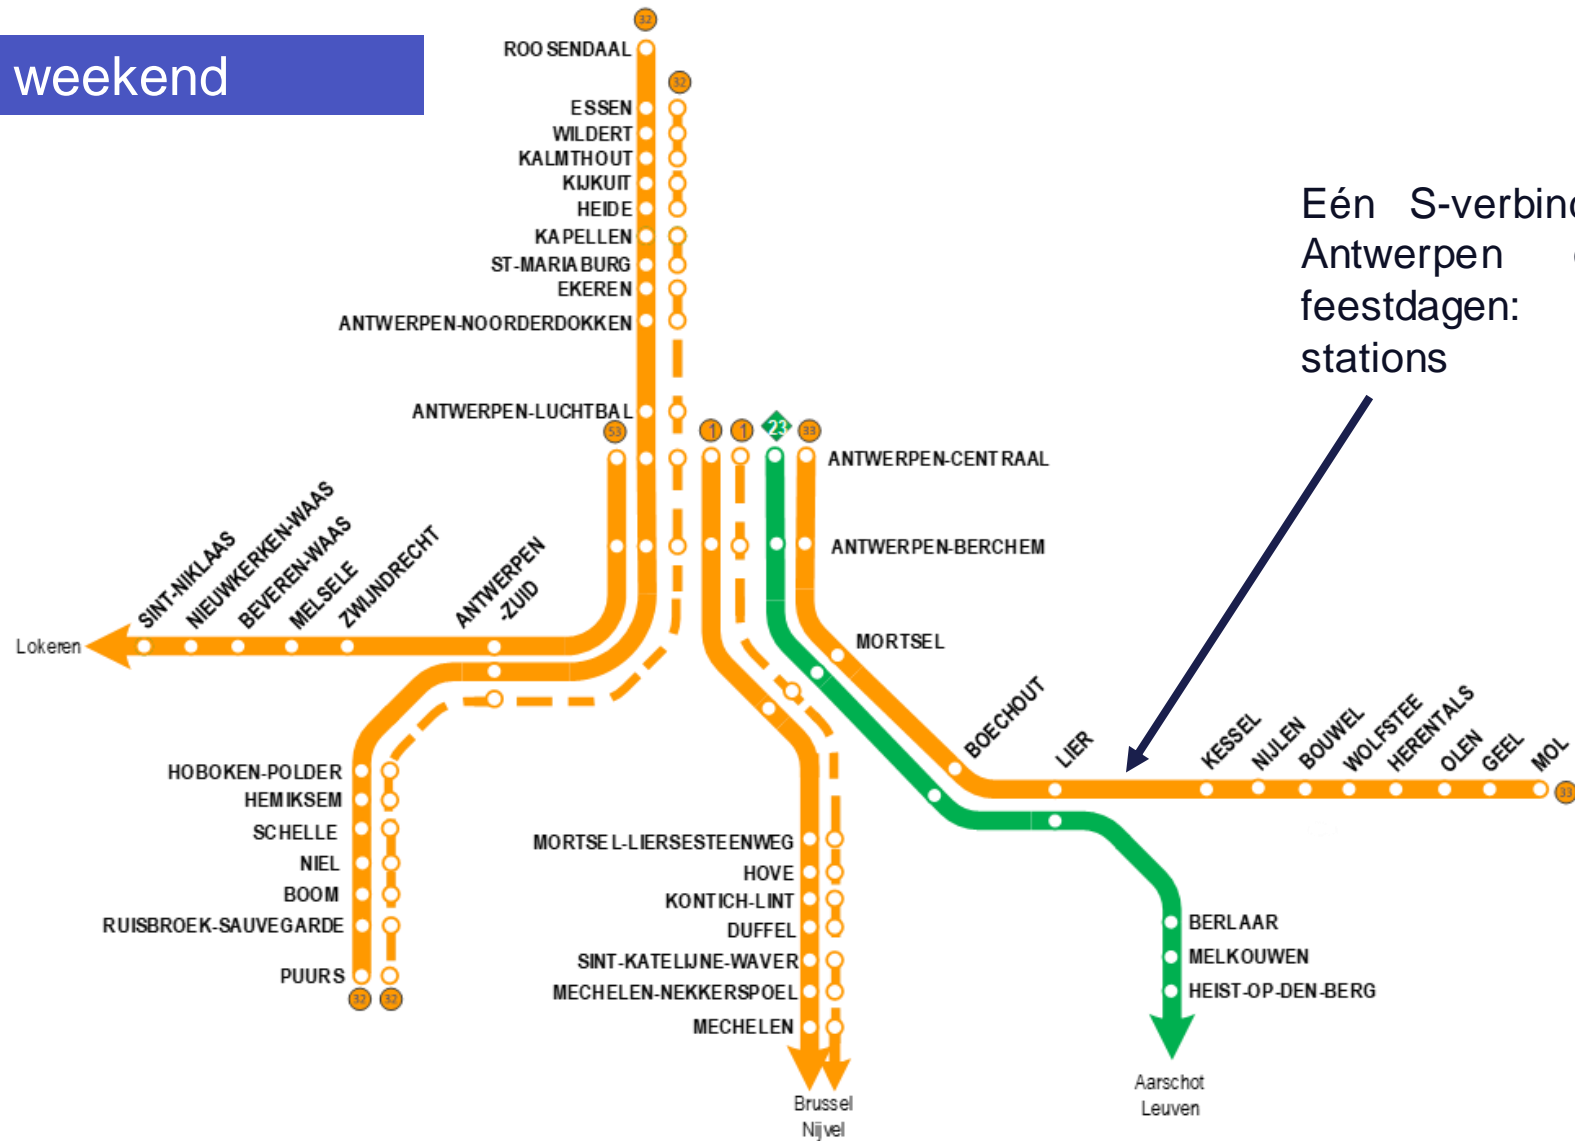 weekend
32
ROOSENDAAL
32
ESSEN
WILDERT
KALMTHOUT
KIJKUIT
HEIDE
KAPELLEN
ST-MARIABURG
EKEREN
ANTWERPEN-NOORDERDOKKEN
ANTWERPEN-LUCHTBAL
Eén S-verbind
Antwerpen
feestdagen:
stations
53
1
1
23
33
ANTWERPEN-CENTRAAL
ANTWERPEN-BERCHEM
Lokeren
SINT-NIKLAAS
NIEUWKERKEN-WAAS
BEVEREN-WAAS
MELSELE
ZWIJNDRECHT
ANTWERPEN
-ZUID
MORTSEL
BOECHOUT
LIER
KESSEL
NIJLEN
BOUWEL
WOLFSTEE
HERENTALS
OLEN
GEEL
MOL
33
HOBOKEN-POLDER
HEMIKSEM
SCHELLE
NIEL
BOOM
RUISBROEK-SAUVEGARDE
PUURS
32
32
MORTSEL-LIERSESTEENWEG
HOVE
KONTICH-LINT
DUFFEL
SINT-KATELIJNE-WAVER
MECHELEN-NEKKERSPOEL
MECHELEN
Brussel
Nijvel
BERLAAR
MELKOUWEN
HEIST-OP-DEN-BERG
Aarschot
Leuven